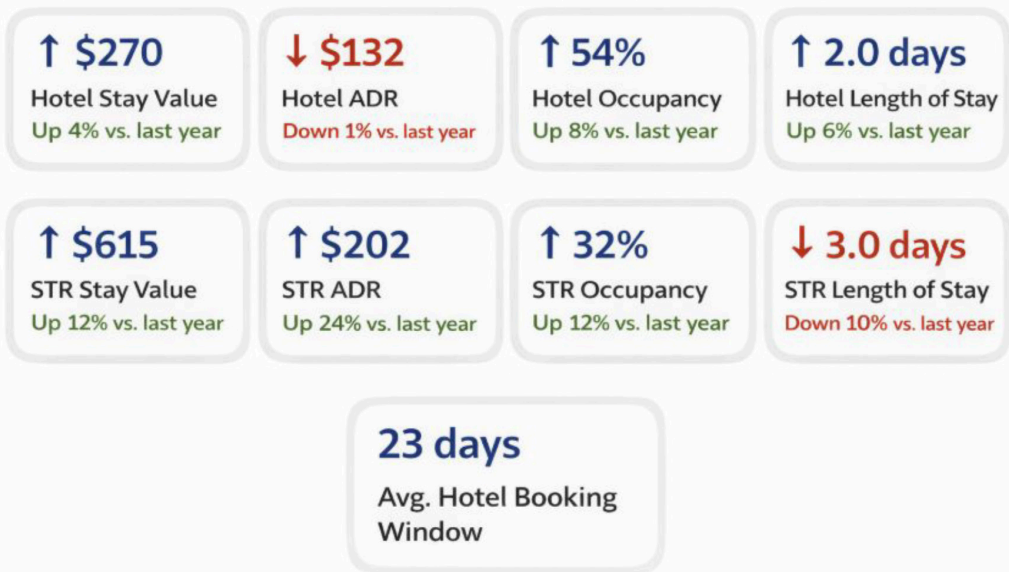 ↑ $270
Hotel Stay Value
Up 4% vs. last year
↓ $132
Hotel ADR
Down 1% vs. last year
↑ 54%
Hotel Occupancy
Up 8% vs. last year
↑ 2.0 days
Hotel Length of Stay
Up 6% vs. last year
↑ $615
STR Stay Value
Up 12% vs. last year
↑ $202
STR ADR
Up 24% vs. last year
↑ 32%
STR Occupancy
Up 12% vs. last year
↓ 3.0 days
STR Length of Stay
Down 10% vs. last year
23 days
Avg. Hotel Booking
Window